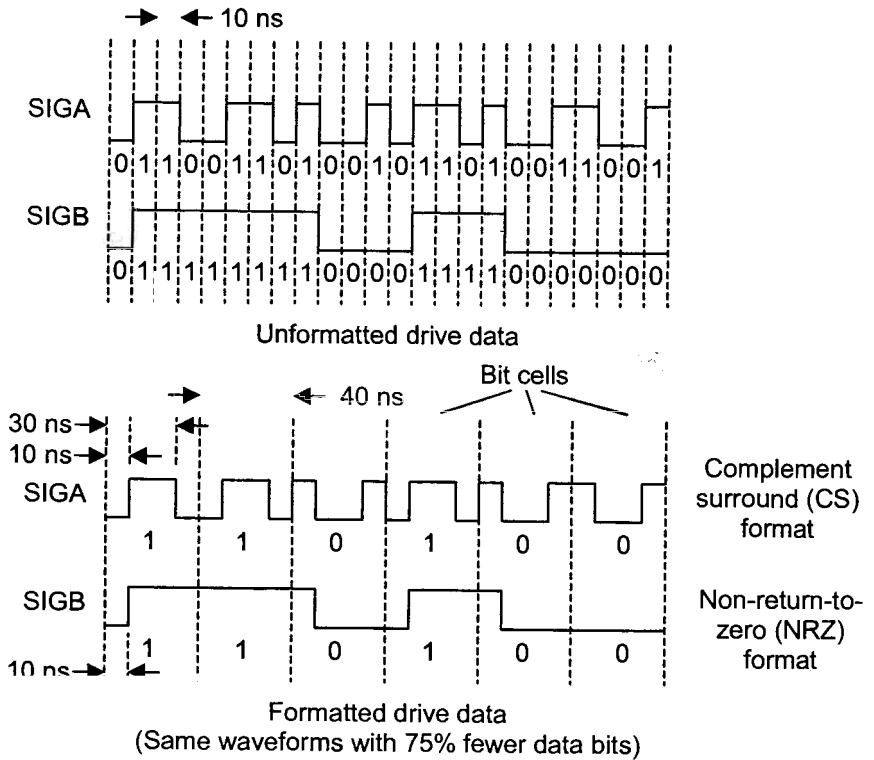 10 ns
SIGA
0 1 1 0 0 1 1 0 1 0 0 1 0 1 1 0 1 0 0 1 1 0 0 1
SIGB
0 1 1 1 1 1 1 1 1 0 0 0 0 1 1 1 1 0 0 0 0 0 0 0
Unformatted drive data
Bit cells
40 ns
30 ns
10 ns
SIGA
1 1 0 1 0 0
Complement
surround (CS)
format
SIGB
1 1 0 1 0 0
Non-return-to-
zero (NRZ)
format
10 ns
Formatted drive data
(Same waveforms with 75% fewer data bits)